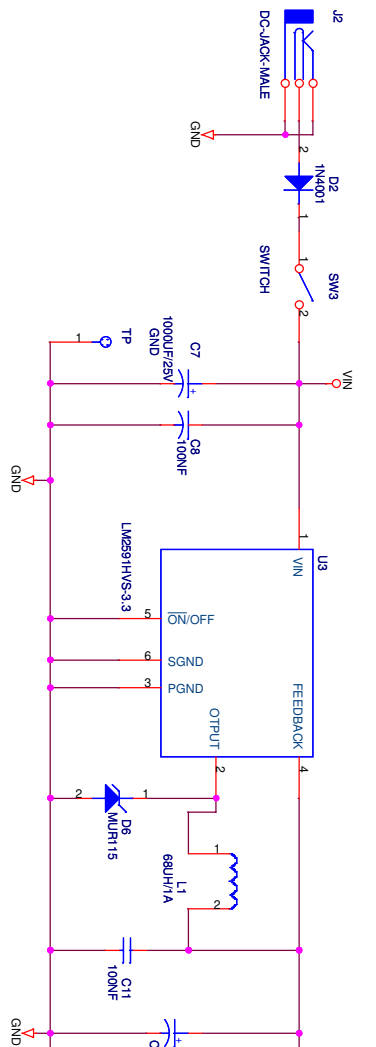 J2
DC-JACK-MALE
GND
2
D2
1N4001
1
1
SW3
SWITCH
2
VIN
TP
1
GND
C7
1000UF/25V
C8
100NF
GND
1
U3
VIN
LM2591HVS-3.3
5
ON/OFF
6
SGND
3
PGND
FEEDBACK
OTPUT
2
4
2
1
D6
MUR115
1
L1
68UH/1A
2
C11
100NF
GND